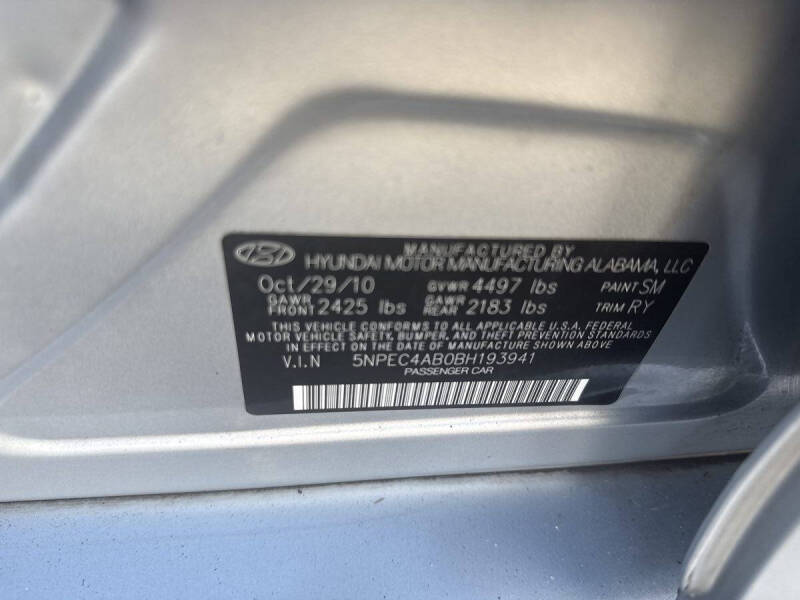 MANUFACTURED BY
HYUNDAI MOTOR MANUFACTURING ALABAMA, LLC
Oct/29/10 GVWR 4497 lbs PAINT SM
GAWR FRONT 2425 lbs GAWR REAR 2183 lbs TRIM RY
THIS VEHICLE CONFORMS TO ALL APPLICABLE U.S.A. FEDERAL
MOTOR VEHICLE SAFETY, BUMPER, AND THEFT PREVENTION STANDARDS
IN EFFECT ON THE DATE OF MANUFACTURE SHOWN ABOVE
V.I.N 5NPEC4AB0BH193941
PASSENGER CAR